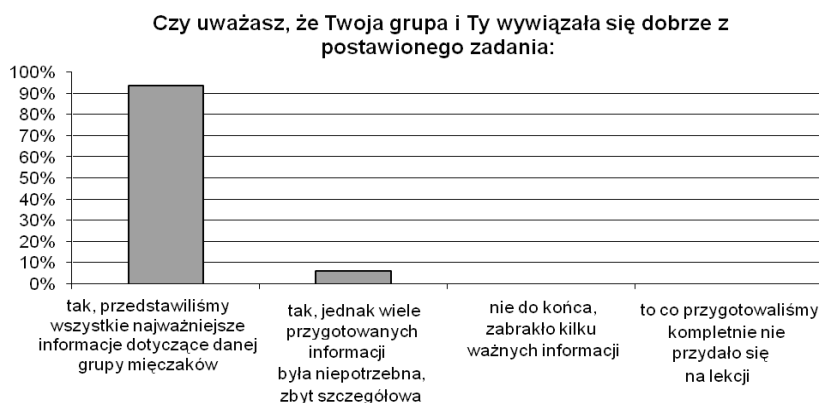 Czy uważasz, że Twoja grupa i Ty wywiązała się dobrze z
postawionego zadania:
100%
90%
80%
70%
60%
50%
40%
30%
20%
10%
0%
tak, przedstawiliśmy
wszystkie najważniejsze
informacje dotyczące danej
grupy mięczaków
tak, jednak wiele
przygotowanych
informacji
była niepotrzebna,
zbyt szczegółowa
nie do końca,
zabrakło kilku
ważnych informacji
to co przygotowaliśmy
kompletnie nie
przydało się
na lekcji